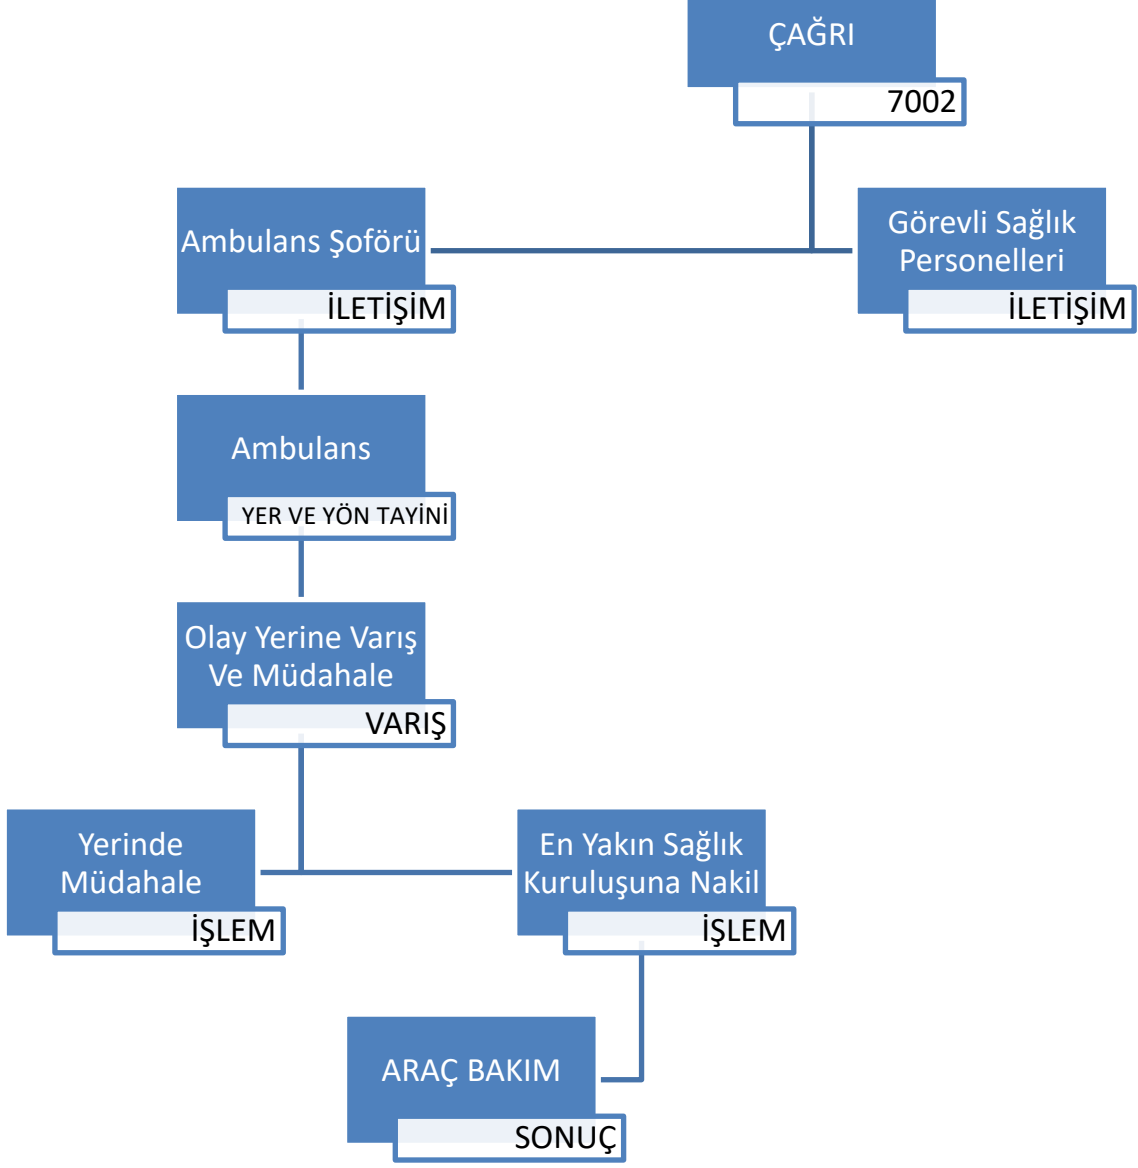 ÇAĞRI
7002
Ambulans Şoförü
İLETİŞİM
Görevli Sağlık
Personelleri
İLETİŞİM
Ambulans
YER VE YÖN TAYİNİ
Olay Yerine Varış
Ve Müdahale
VARIŞ
Yerinde
Müdahale
İŞLEM
En Yakın Sağlık
Kuruluşuna Nakil
İŞLEM
ARAÇ BAKIM
SONUÇ